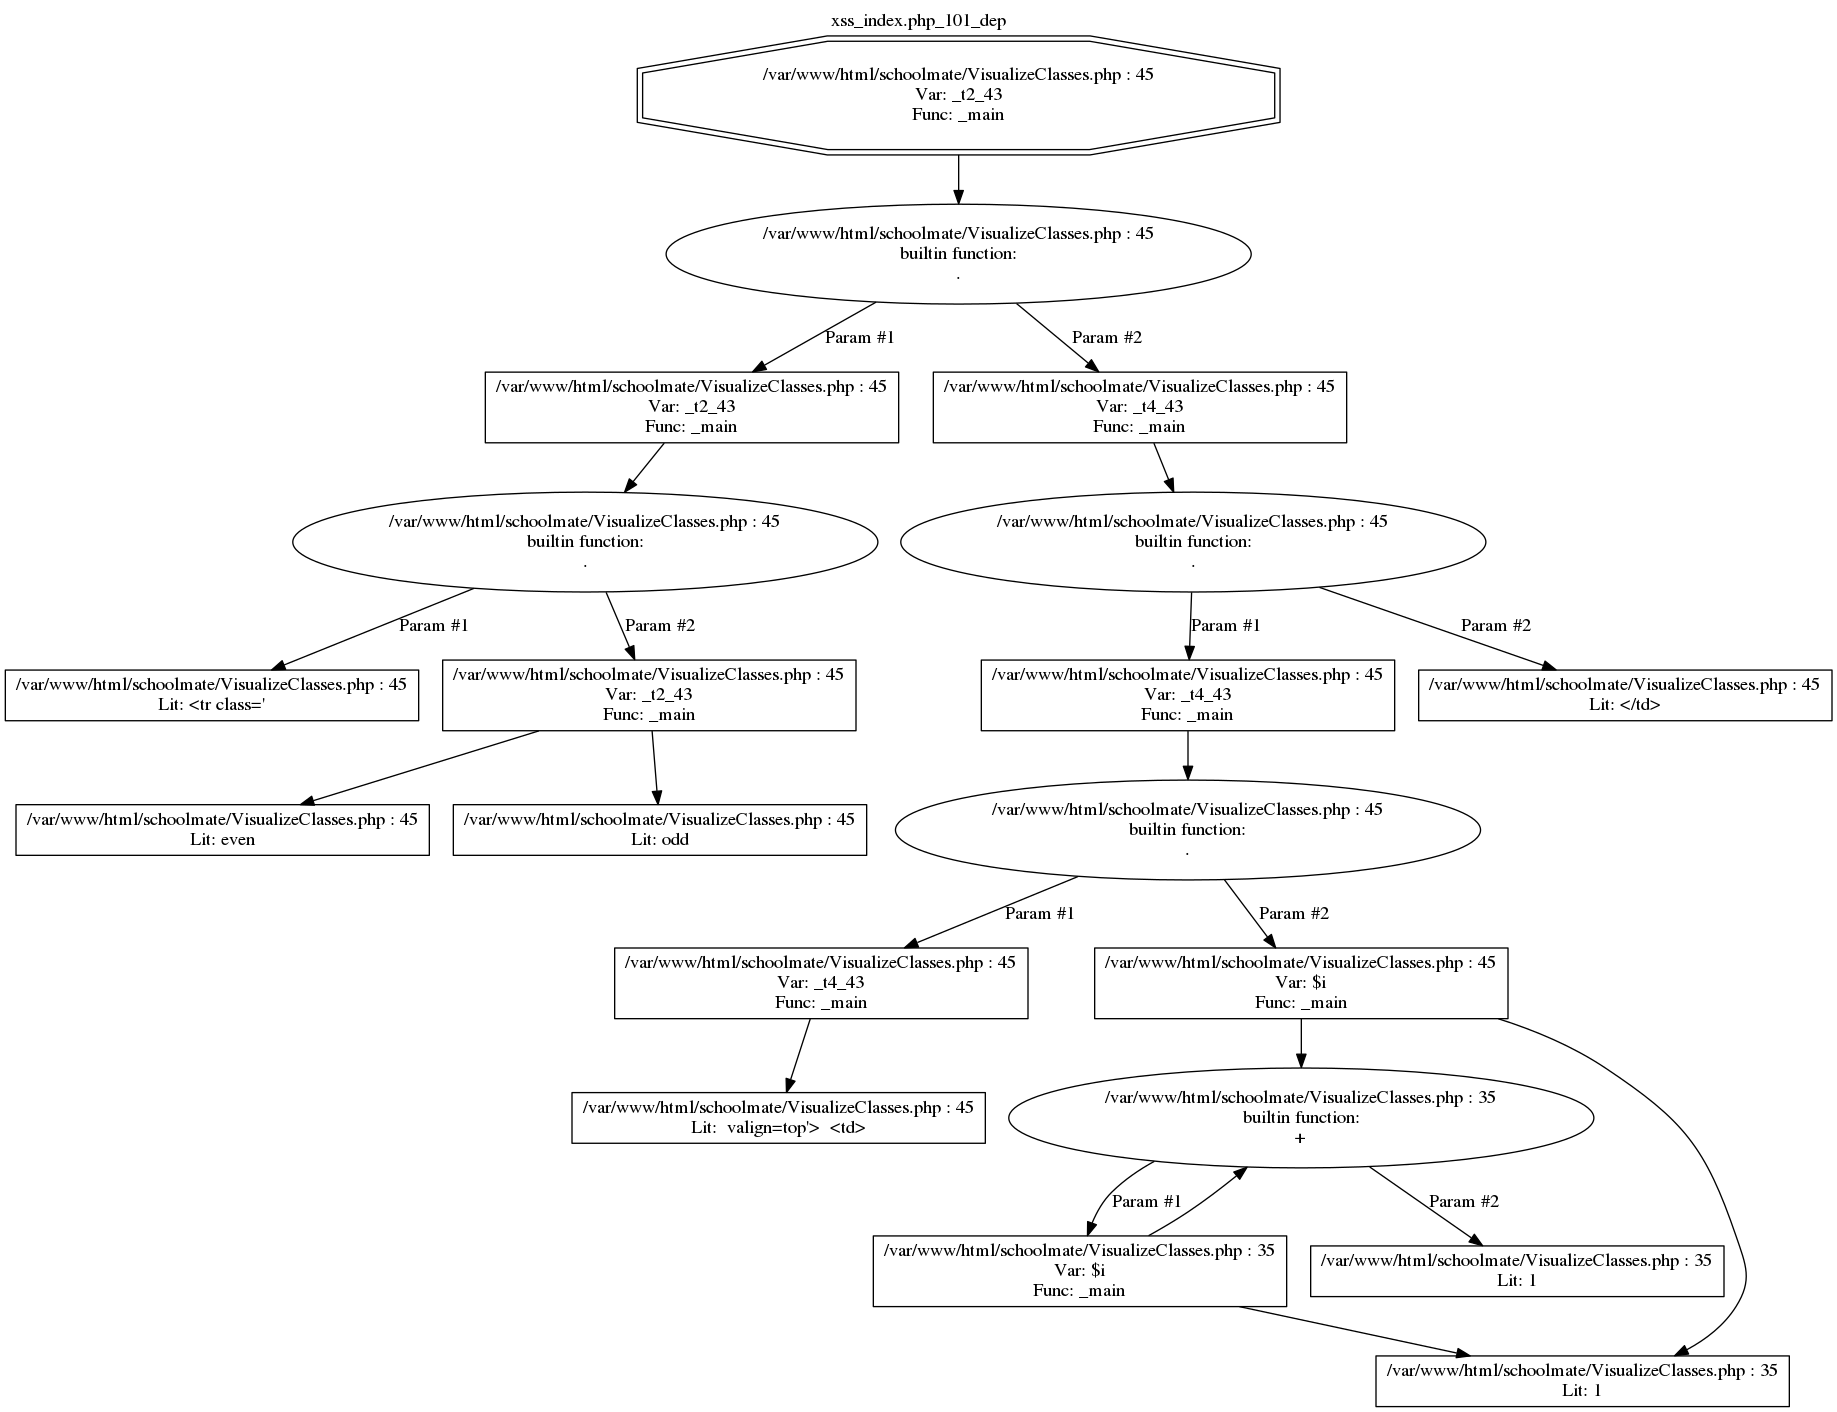 xss_index.php_101_dep
/var/www/html/schoolmate/VisualizeClasses.php : 45
Var: _t2_43
Func: _main
/var/www/html/schoolmate/VisualizeClasses.php : 45
builtin function:
.
Param #1
Param #2
/var/www/html/schoolmate/VisualizeClasses.php : 45
Var: _t2_43
Func: _main
/var/www/html/schoolmate/VisualizeClasses.php : 45
Var: _t4_43
Func: _main
/var/www/html/schoolmate/VisualizeClasses.php : 45
builtin function:
.
/var/www/html/schoolmate/VisualizeClasses.php : 45
builtin function:
.
Param #1
Param #2
Param #1
Param #2
/var/www/html/schoolmate/VisualizeClasses.php : 45
Lit: <tr class='
/var/www/html/schoolmate/VisualizeClasses.php : 45
Var: _t2_43
Func: _main
/var/www/html/schoolmate/VisualizeClasses.php : 45
Var: _t4_43
Func: _main
/var/www/html/schoolmate/VisualizeClasses.php : 45
Lit: </td>
/var/www/html/schoolmate/VisualizeClasses.php : 45
Lit: even
/var/www/html/schoolmate/VisualizeClasses.php : 45
Lit: odd
/var/www/html/schoolmate/VisualizeClasses.php : 45
builtin function:
.
Param #1
Param #2
/var/www/html/schoolmate/VisualizeClasses.php : 45
Var: _t4_43
Func: _main
/var/www/html/schoolmate/VisualizeClasses.php : 45
Var: $i
Func: _main
/var/www/html/schoolmate/VisualizeClasses.php : 45
Lit:  valign=top'>  <td>
/var/www/html/schoolmate/VisualizeClasses.php : 35
builtin function:
+
Param #1
Param #2
/var/www/html/schoolmate/VisualizeClasses.php : 35
Var: $i
Func: _main
/var/www/html/schoolmate/VisualizeClasses.php : 35
Lit: 1
/var/www/html/schoolmate/VisualizeClasses.php : 35
Lit: 1